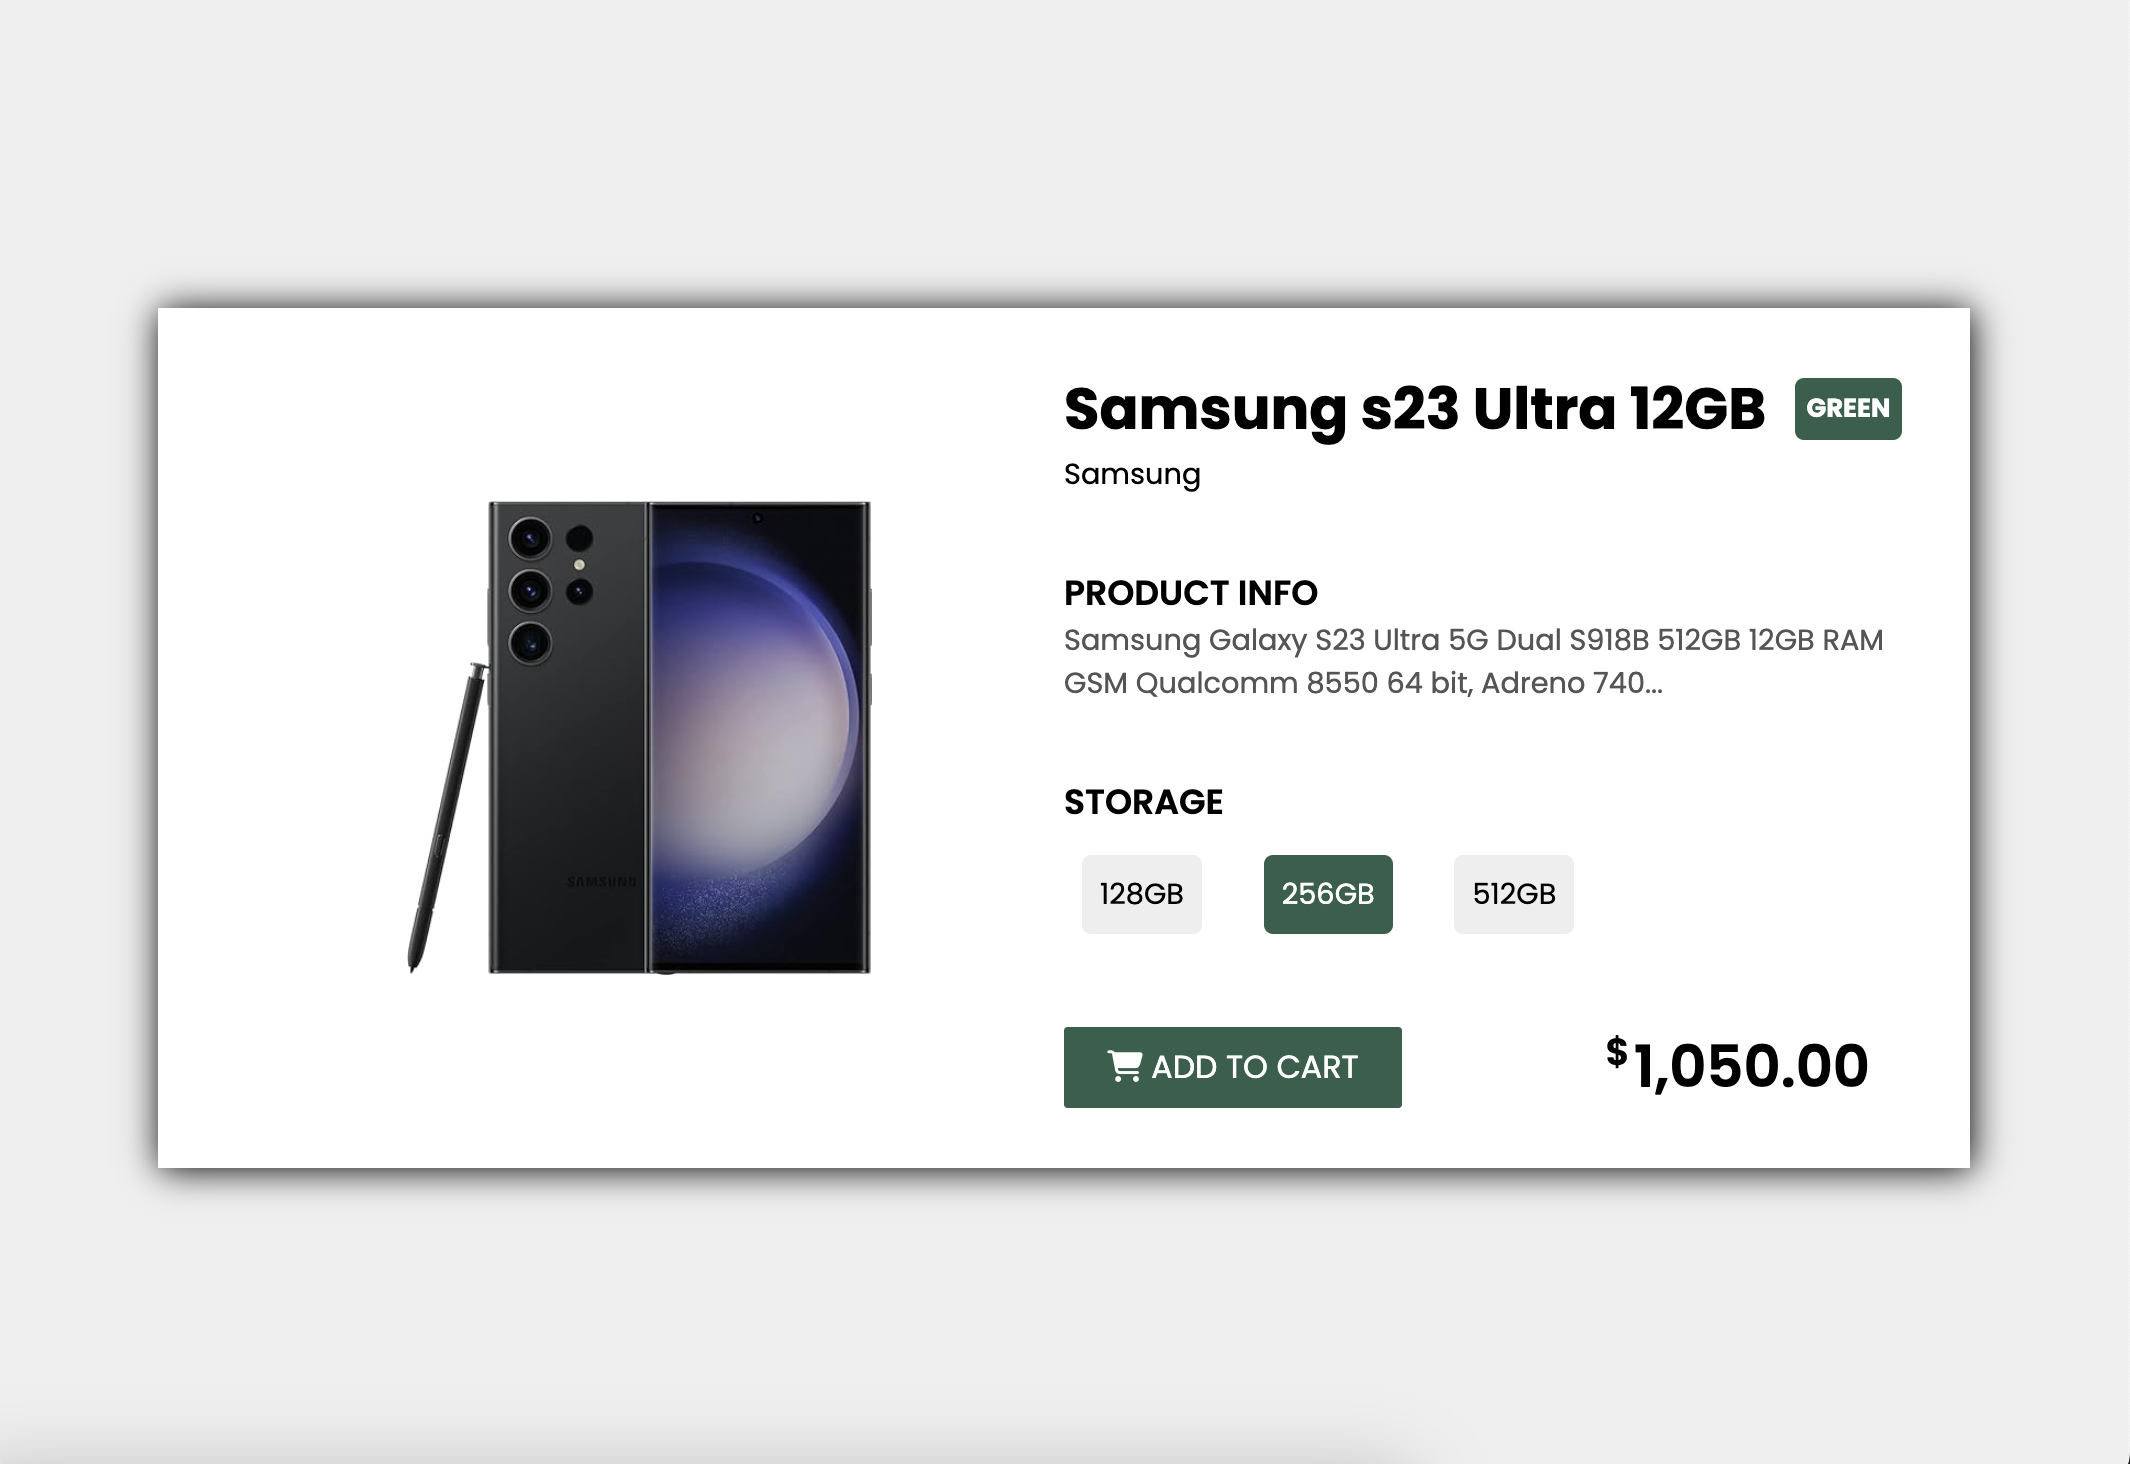 Samsung s23 Ultra 12GB GREEN
Samsung
PRODUCT INFO
Samsung Galaxy S23 Ultra 5G Dual S918B 512GB 12GB RAM
GSM Qualcomm 8550 64 bit, Adreno 740...
STORAGE
128GB 256GB 512GB
ADD TO CART $1,050.00
SAMSUNG